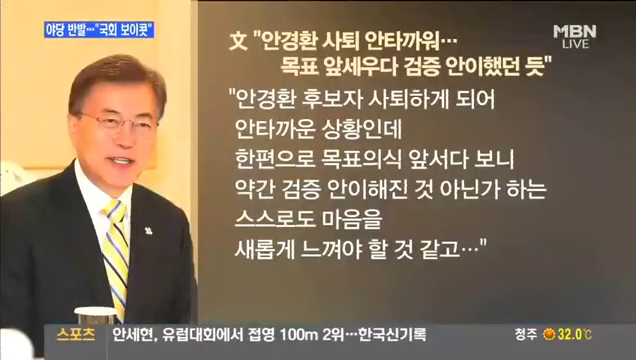 야당 반발…"국회 보이콧"
MBN
LIVE
文 "안경환 사퇴 안타까워…
목표 앞세우다 검증 안이했던 듯"
"안경환 후보자 사퇴하게 되어
안타까운 상황인데
한편으로 목표의식 앞서다 보니
약간 검증 안이해진 것 아닌가 하는
스스로도 마음을
새롭게 느껴야 할 것 같고…"
스포츠 안세현, 유럽대회에서 접영 100m 2위…한국신기록 청주 32.0℃